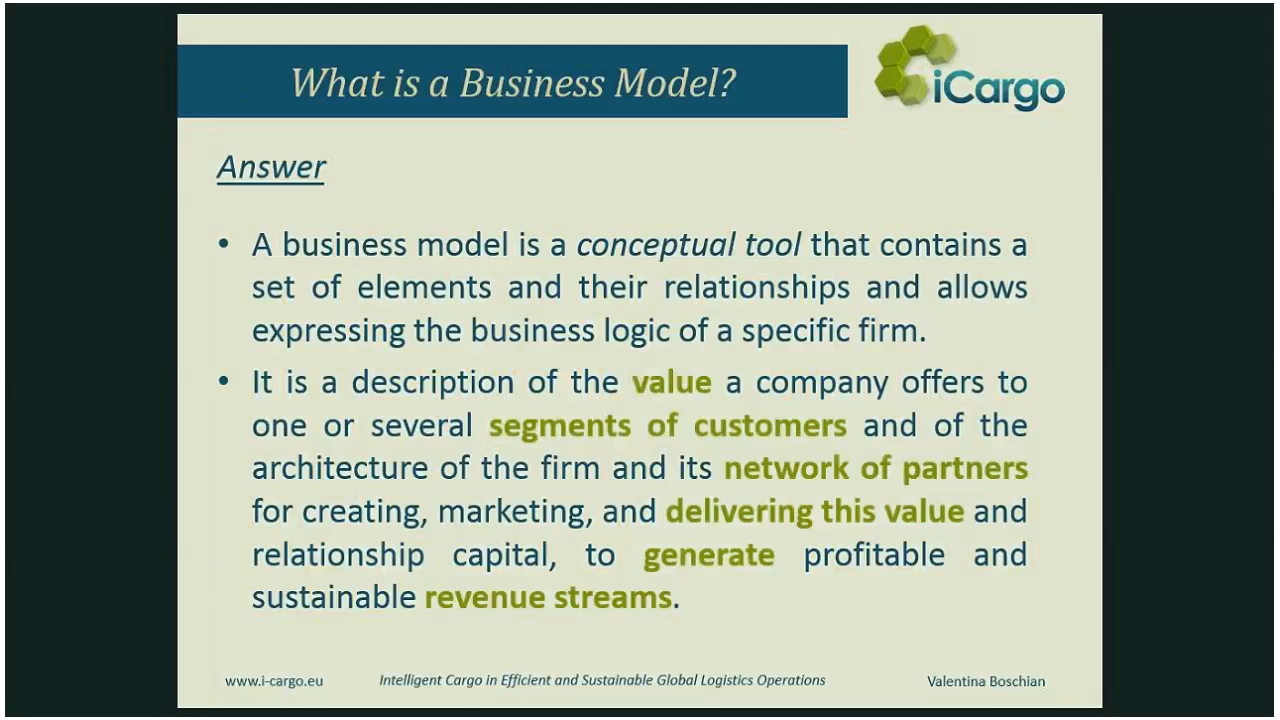 What is a Business Model?
iCargo
Answer
• A business model is a conceptual tool that contains a
set of elements and their relationships and allows
expressing the business logic of a specific firm.
• It is a description of the value a company offers to
one or several segments of customers and of the
architecture of the firm and its network of partners
for creating, marketing, and delivering this value and
relationship capital, to generate profitable and
sustainable revenue streams.
www.i-cargo.eu
Intelligent Cargo in Efficient and Sustainable Global Logistics Operations
Valentina Boschian